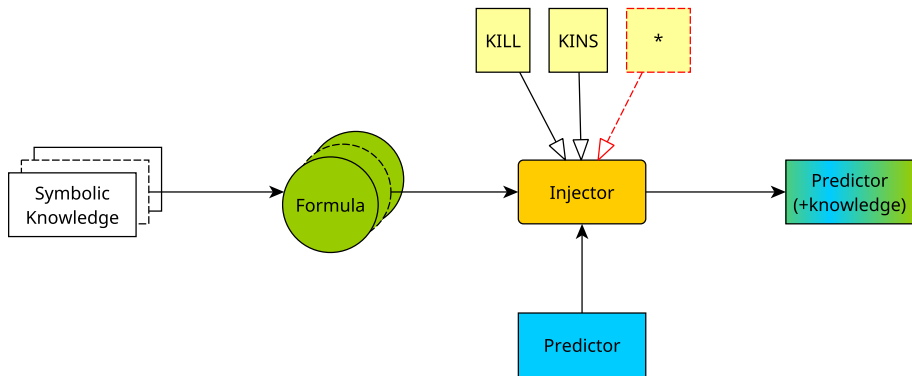 KILL
KINS
*
Symbolic
Knowledge
Formula
Injector
Predictor
(+knowledge)
Predictor